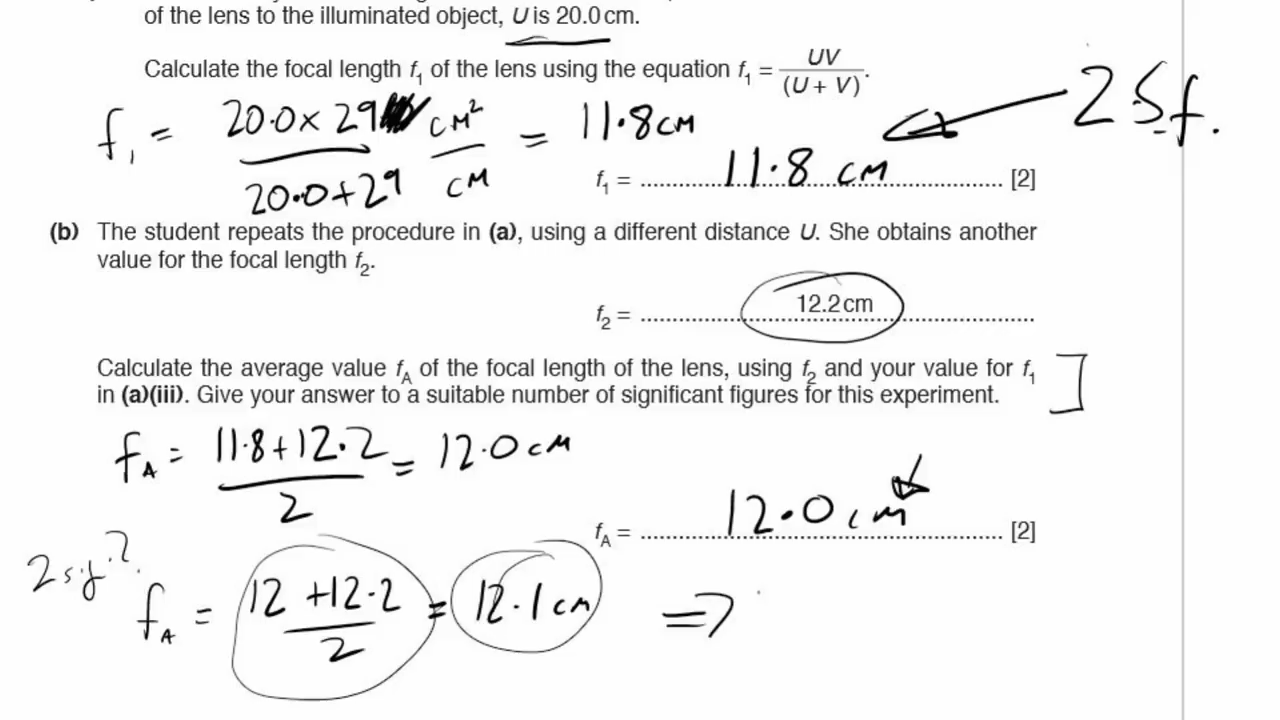 of the lens to the illuminated object, U is 20.0 cm.
Calculate the focal length f₁ of the lens using the equation f₁ = UV / (U + V).
f₁ = 20.0 × 29 cm² / 20.0 + 29 cm = 11.8 cm
2 s.f.
f₁ = 11.8 cm [2]
(b) The student repeats the procedure in (a), using a different distance U. She obtains another
value for the focal length f₂.
f₂ = 12.2 cm
Calculate the average value fA of the focal length of the lens, using f₂ and your value for f₁
in (a)(iii). Give your answer to a suitable number of significant figures for this experiment.
fA = 11.8 + 12.2 / 2 = 12.0 cm
fA = 12.0 cm [2]
2 sig?
fA = 12 + 12.2 / 2 = 12.1 cm ⇒